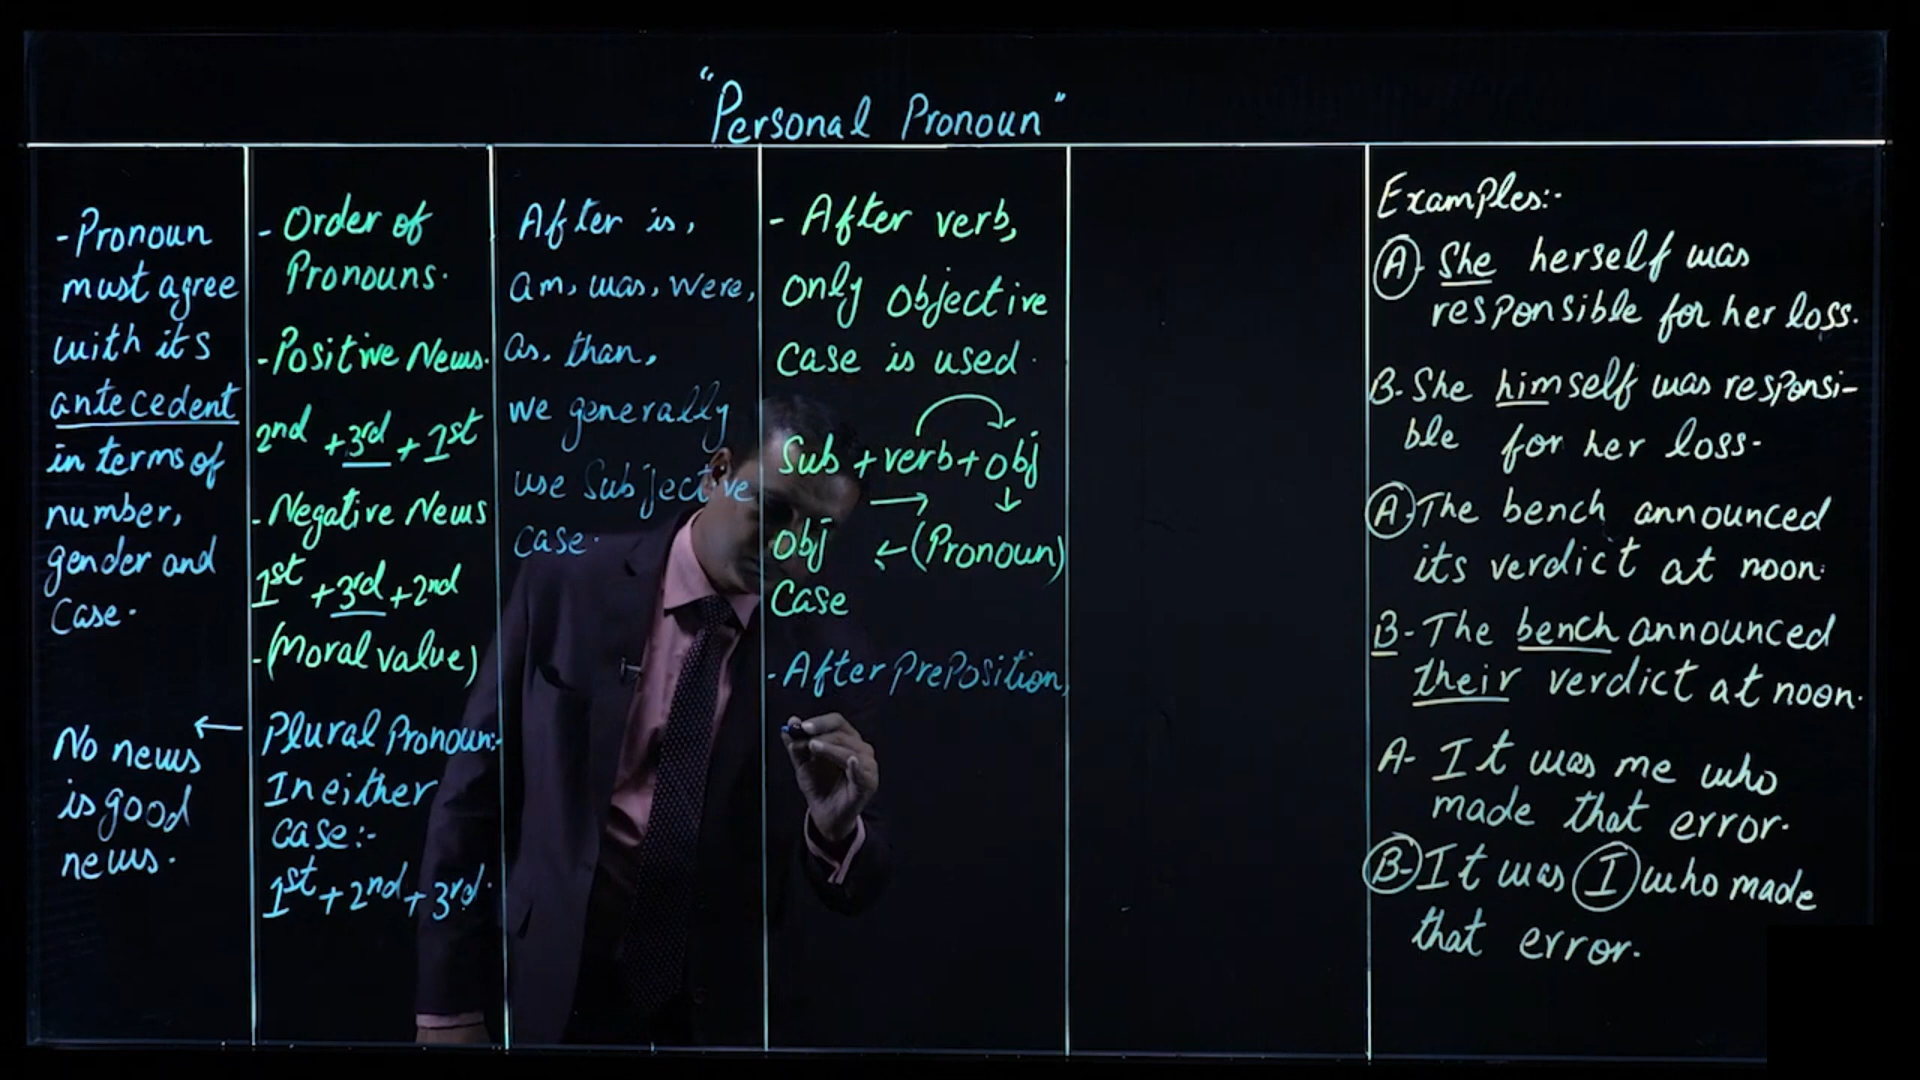 "Personal Pronoun"
- Pronoun
must agree
with its
antecedent
in terms of
number,
gender and
Case.
No news
is good
news.
- Order of
Pronouns.
- Positive News.
2nd + 3rd + 1st
- Negative News
1st + 3rd + 2nd
- (Moral value)
← Plural Pronoun:-
In either
case:-
1st + 2nd + 3rd.
After is,
am, was, were,
as, than,
we generally
use Subjective
case.
- After verb,
only objective
case is used.
Sub + verb + obj
→ ↓
obj ← (Pronoun)
Case
- After Preposition,
Examples:-
A- She herself was
responsible for her loss.
B- She himself was responsi-
ble for her loss.
A- The bench announced
its verdict at noon.
B- The bench announced
their verdict at noon.
A- It was me who
made that error.
B- It was I who made
that error.